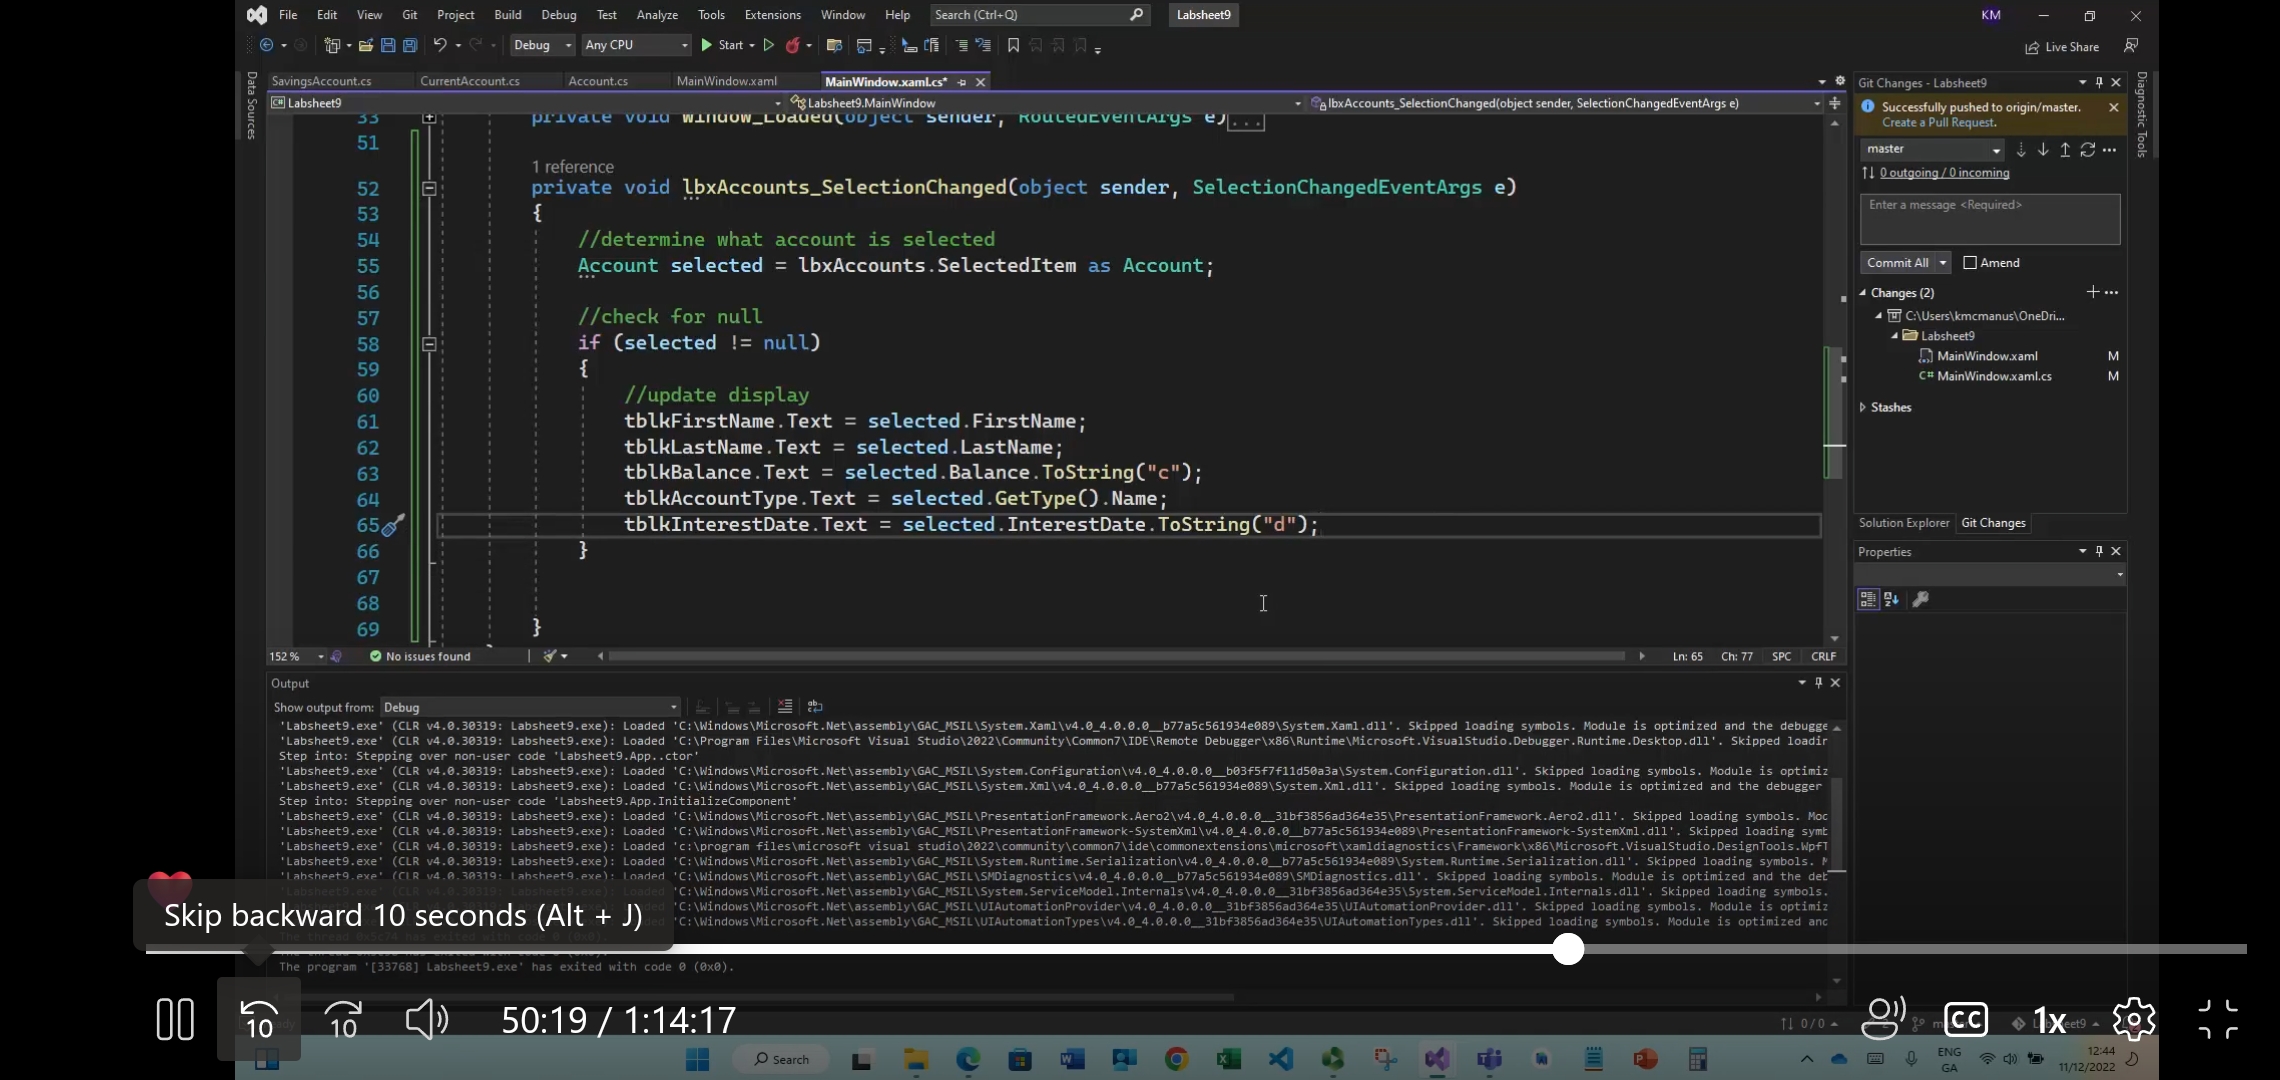 File Edit View Git Project Build Debug Test Analyze Tools Extensions Window Help Search (Ctrl+Q) Labsheet9 KM
Debug Any CPU Start Live Share
Data Sources
SavingsAccount.cs CurrentAccount.cs Account.cs MainWindow.xaml MainWindow.xaml.cs*
Labsheet9 Labsheet9.MainWindow lbxAccounts_SelectionChanged(object sender, SelectionChangedEventArgs e)
33 private void Window_Loaded(object sender, RoutedEventArgs e)...
51
1 reference
52 private void lbxAccounts_SelectionChanged(object sender, SelectionChangedEventArgs e)
53 {
54 //determine what account is selected
55 Account selected = lbxAccounts.SelectedItem as Account;
56
57 //check for null
58 if (selected != null)
59 {
60 //update display
61 tblkFirstName.Text = selected.FirstName;
62 tblkLastName.Text = selected.LastName;
63 tblkBalance.Text = selected.Balance.ToString("c");
64 tblkAccountType.Text = selected.GetType().Name;
65 tblkInterestDate.Text = selected.InterestDate.ToString("d");
66 }
67
68
69 }
152 % No issues found Ln: 65 Ch: 77 SPC CRLF
Output
Show output from: Debug
'Labsheet9.exe' (CLR v4.0.30319: Labsheet9.exe): Loaded 'C:\Windows\Microsoft.Net\assembly\GAC_MSIL\System.Xaml\v4.0_4.0.0.0__b77a5c561934e089\System.Xaml.dll'. Skipped loading symbols. Module is optimized and the debugge
'Labsheet9.exe' (CLR v4.0.30319: Labsheet9.exe): Loaded 'C:\Program Files\Microsoft Visual Studio\2022\Community\Common7\IDE\Remote Debugger\x86\Runtime\Microsoft.VisualStudio.Debugger.Runtime.Desktop.dll'. Skipped loadin
Step into: Stepping over non-user code 'Labsheet9.App..ctor'
'Labsheet9.exe' (CLR v4.0.30319: Labsheet9.exe): Loaded 'C:\Windows\Microsoft.Net\assembly\GAC_MSIL\System.Configuration\v4.0_4.0.0.0__b03f5f7f11d50a3a\System.Configuration.dll'. Skipped loading symbols. Module is optimiz
'Labsheet9.exe' (CLR v4.0.30319: Labsheet9.exe): Loaded 'C:\Windows\Microsoft.Net\assembly\GAC_MSIL\System.Xml\v4.0_4.0.0.0__b77a5c561934e089\System.Xml.dll'. Skipped loading symbols. Module is optimized and the debugger
Step into: Stepping over non-user code 'Labsheet9.App.InitializeComponent'
'Labsheet9.exe' (CLR v4.0.30319: Labsheet9.exe): Loaded 'C:\Windows\Microsoft.Net\assembly\GAC_MSIL\PresentationFramework.Aero2\v4.0_4.0.0.0__31bf3856ad364e35\PresentationFramework.Aero2.dll'. Skipped loading symbols. Mod
'Labsheet9.exe' (CLR v4.0.30319: Labsheet9.exe): Loaded 'C:\Windows\Microsoft.Net\assembly\GAC_MSIL\PresentationFramework-SystemXml\v4.0_4.0.0.0__b77a5c561934e089\PresentationFramework-SystemXml.dll'. Skipped loading symb
'Labsheet9.exe' (CLR v4.0.30319: Labsheet9.exe): Loaded 'c:\program files\microsoft visual studio\2022\community\common7\ide\commonextensions\microsoft\xamldiagnostics\Framework\x86\Microsoft.VisualStudio.DesignTools.WpfT
'Labsheet9.exe' (CLR v4.0.30319: Labsheet9.exe): Loaded 'C:\Windows\Microsoft.Net\assembly\GAC_MSIL\System.Runtime.Serialization\v4.0_4.0.0.0__b77a5c561934e089\System.Runtime.Serialization.dll'. Skipped loading symbols. M
'Labsheet9.exe' (CLR v4.0.30319: Labsheet9.exe): Loaded 'C:\Windows\Microsoft.Net\assembly\GAC_MSIL\SMDiagnostics\v4.0_4.0.0.0__b77a5c561934e089\SMDiagnostics.dll'. Skipped loading symbols. Module is optimized and the deb
'Labsheet9.exe' (CLR v4.0.30319: Labsheet9.exe): Loaded 'C:\Windows\Microsoft.Net\assembly\GAC_MSIL\System.ServiceModel.Internals\v4.0_4.0.0.0__31bf3856ad364e35\System.ServiceModel.Internals.dll'. Skipped loading symbols.
'C:\Windows\Microsoft.Net\assembly\GAC_MSIL\UIAutomationProvider\v4.0_4.0.0.0__31bf3856ad364e35\UIAutomationProvider.dll'. Skipped loading symbols. Module is optimized
'C:\Windows\Microsoft.Net\assembly\GAC_MSIL\UIAutomationTypes\v4.0_4.0.0.0__31bf3856ad364e35\UIAutomationTypes.dll'. Skipped loading symbols. Module is optimized and
The program '[33768] Labsheet9.exe' has exited with code 0 (0x0).
Git Changes - Labsheet9
Successfully pushed to origin/master.
Create a Pull Request.
master
0 outgoing / 0 incoming
Enter a message <Required>
Commit All Amend
Changes (2)
C:\Users\kmcmanus\OneDri...
Labsheet9
MainWindow.xaml M
C# MainWindow.xaml.cs M
Stashes
Solution Explorer Git Changes
Properties
Diagnostic Tools
Skip backward 10 seconds (Alt + J)
10 10 50:19 / 1:14:17 CC 1x
0 / 0
Search ENG GA 12:44 11/12/2022